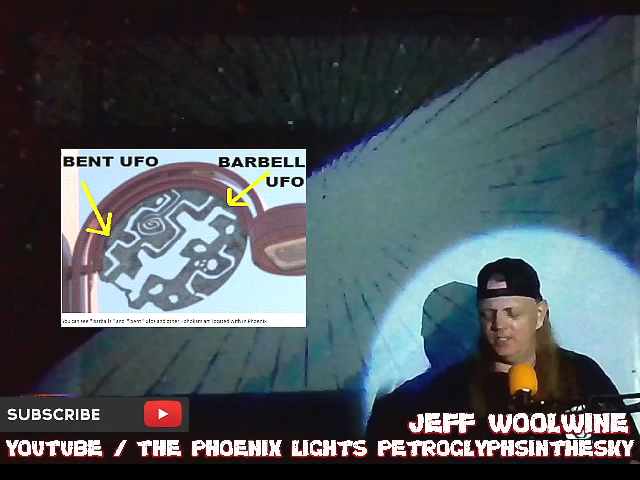 BENT UFO
BARBELL
UFO
SUBSCRIBE
JEFF WOOLWINE
YOUTUBE / THE PHOENIX LIGHTS PETROGLYPHSINTHESKY